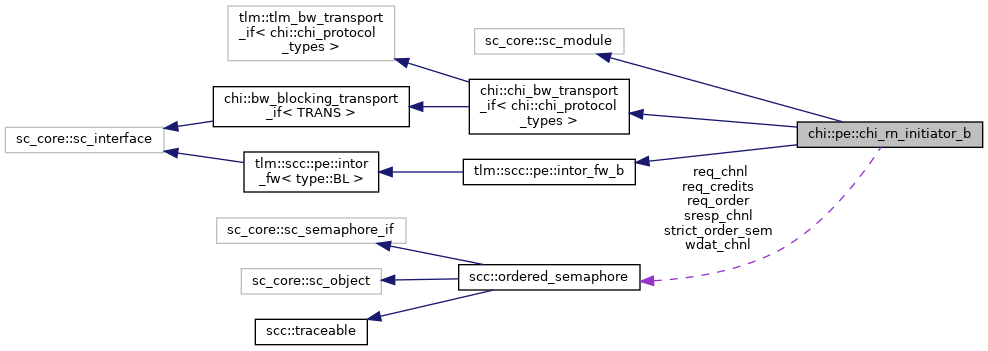 tlm::tlm_bw_transport
_if< chi::chi_protocol
_types >
sc_core::sc_module
chi::chi_bw_transport
_if< chi::chi_protocol
_types >
chi::bw_blocking_transport
_if< TRANS >
sc_core::sc_interface
chi::pe::chi_rn_initiator_b
tlm::scc::pe::intor
_fw< type::BL >
tlm::scc::pe::intor_fw_b
req_chnl
req_credits
req_order
sresp_chnl
strict_order_sem
wdat_chnl
sc_core::sc_semaphore_if
sc_core::sc_object
scc::ordered_semaphore
scc::traceable